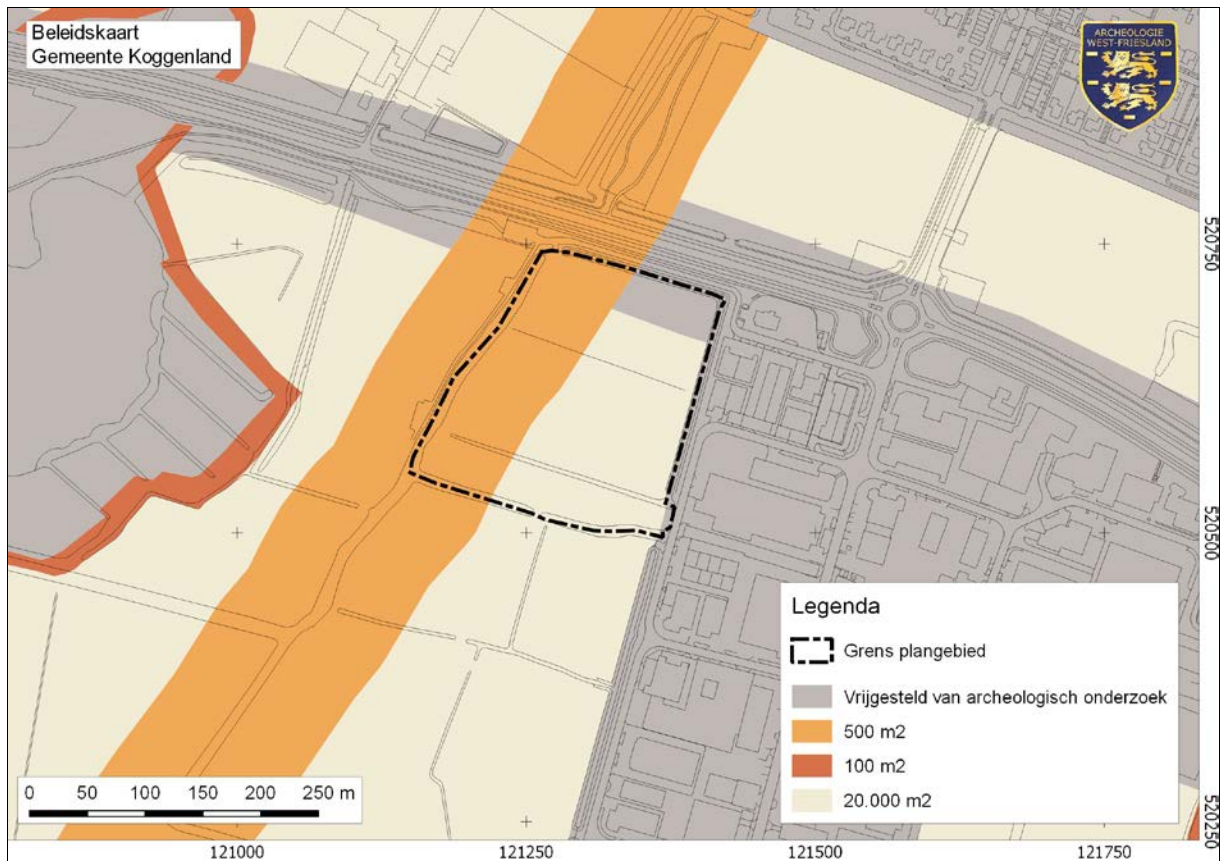 Beleidskaart
Gemeente Koggenland
ARCHEOLOGIE
WEST-FRIESLAND
520750
520500
520250
Legenda
Grens plangebied
Vrijgesteld van archeologisch onderzoek
500 m2
100 m2
20.000 m2
0 50 100 150 200 250 m
121000 121250 121500 121750